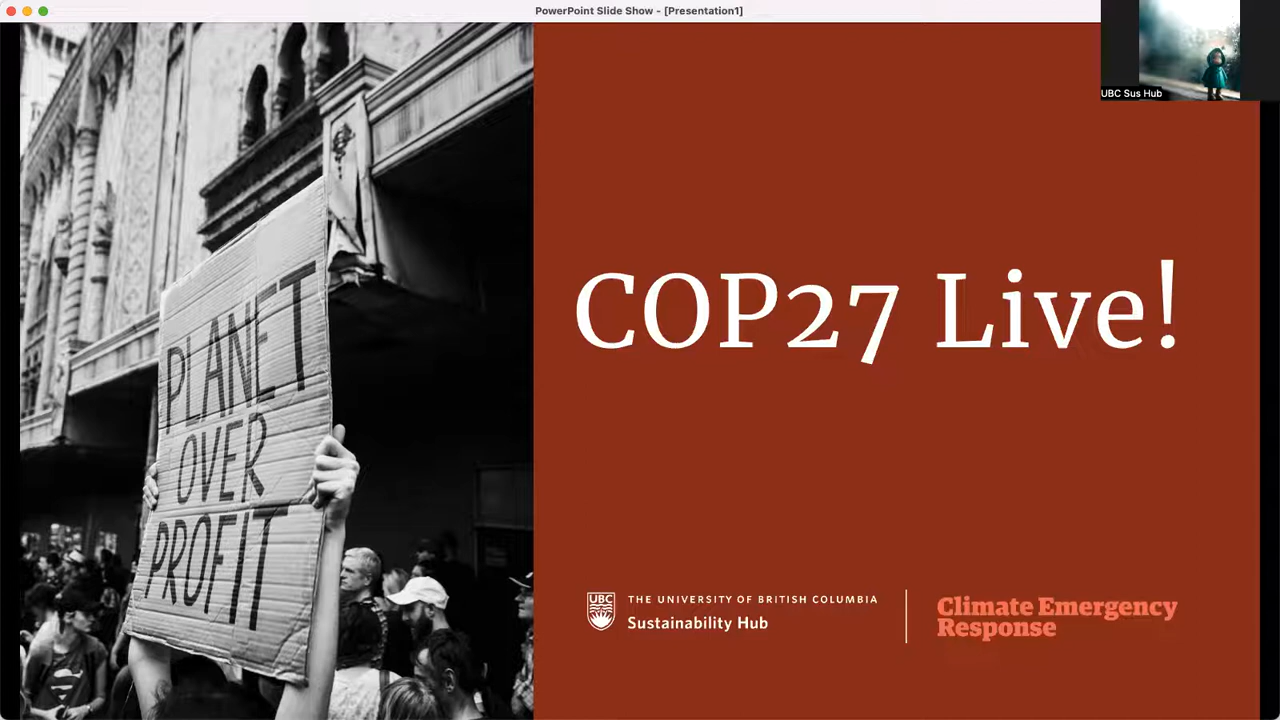 PowerPoint Slide Show - [Presentation1]
UBC Sus Hub
PLANET
OVER
PROFIT
COP27 Live!
UBC
THE UNIVERSITY OF BRITISH COLUMBIA
Sustainability Hub
Climate Emergency
Response